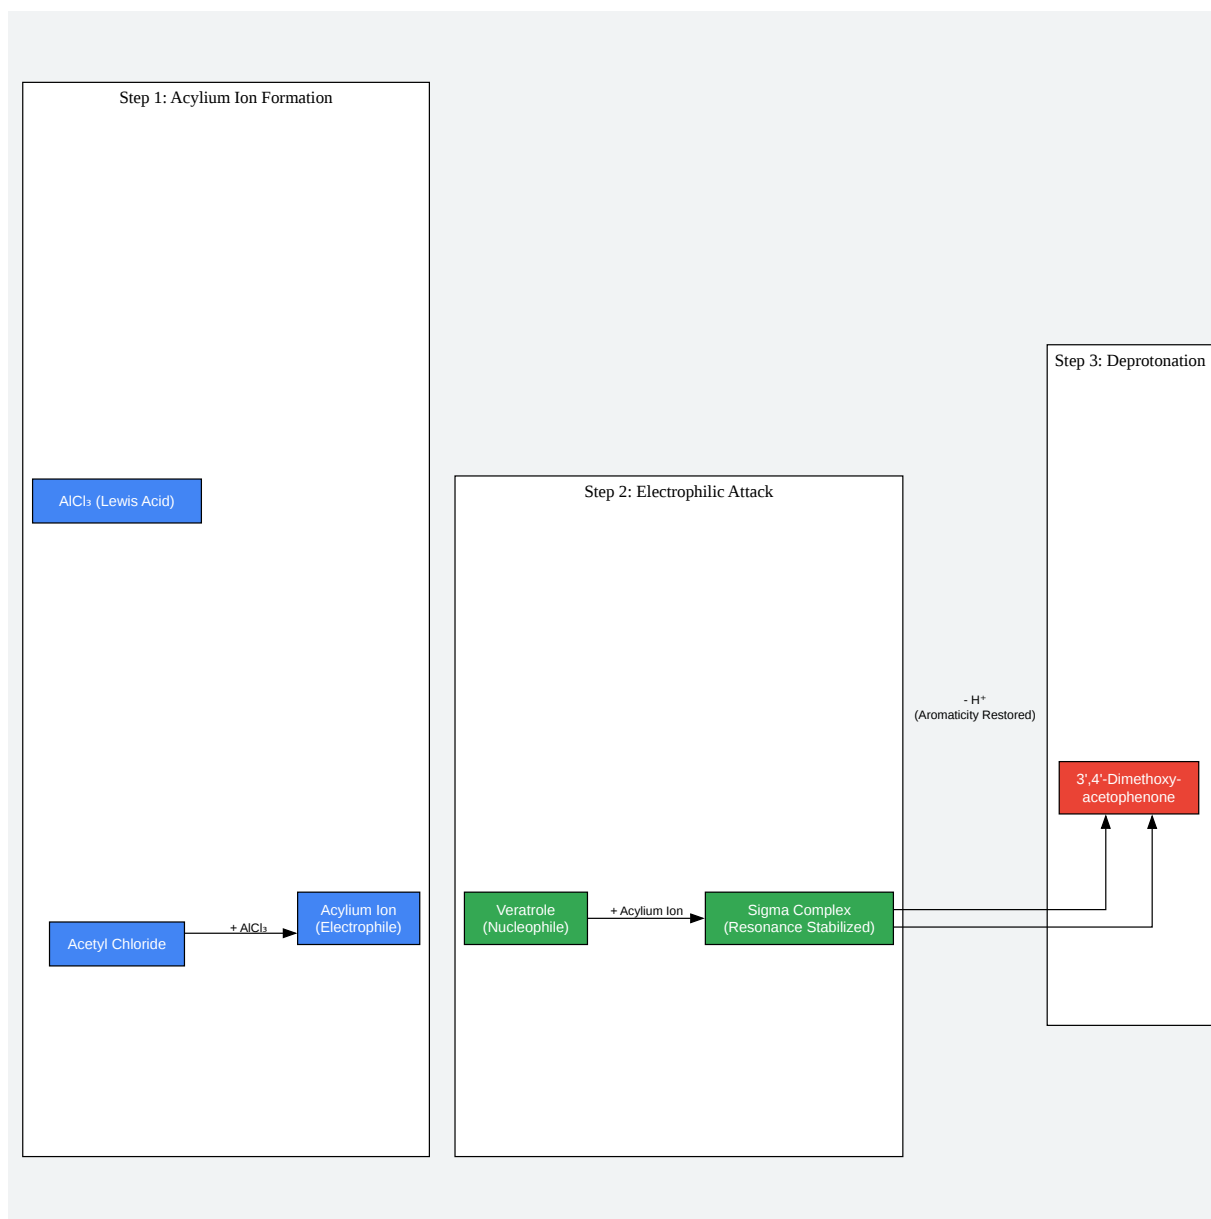 Step 1: Acylium Ion Formation
AlCl₃ (Lewis Acid)
Acetyl Chloride
+ AlCl₃
Acylium Ion
(Electrophile)
Step 2: Electrophilic Attack
Veratrole
(Nucleophile)
+ Acylium Ion
Sigma Complex
(Resonance Stabilized)
- H⁺
(Aromaticity Restored)
Step 3: Deprotonation
3',4'-Dimethoxy-
acetophenone